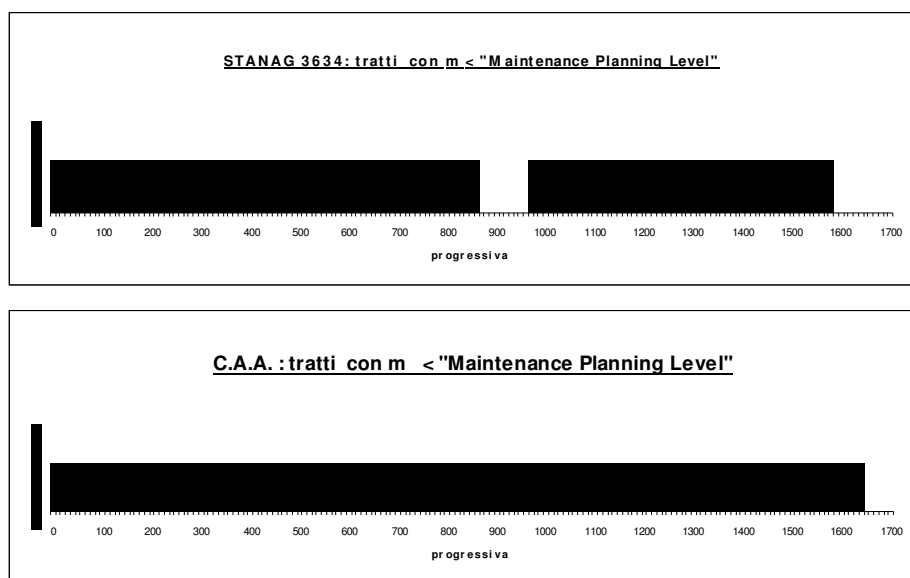 STANAG 3634: tratti con m < "Maintenance Planning Level"
0 100 200 300 400 500 600 700 800 900 1000 1100 1200 1300 1400 1500 1600 1700
progressiva
C.A.A. : tratti con m < "Maintenance Planning Level"
0 100 200 300 400 500 600 700 800 900 1000 1100 1200 1300 1400 1500 1600 1700
progressiva